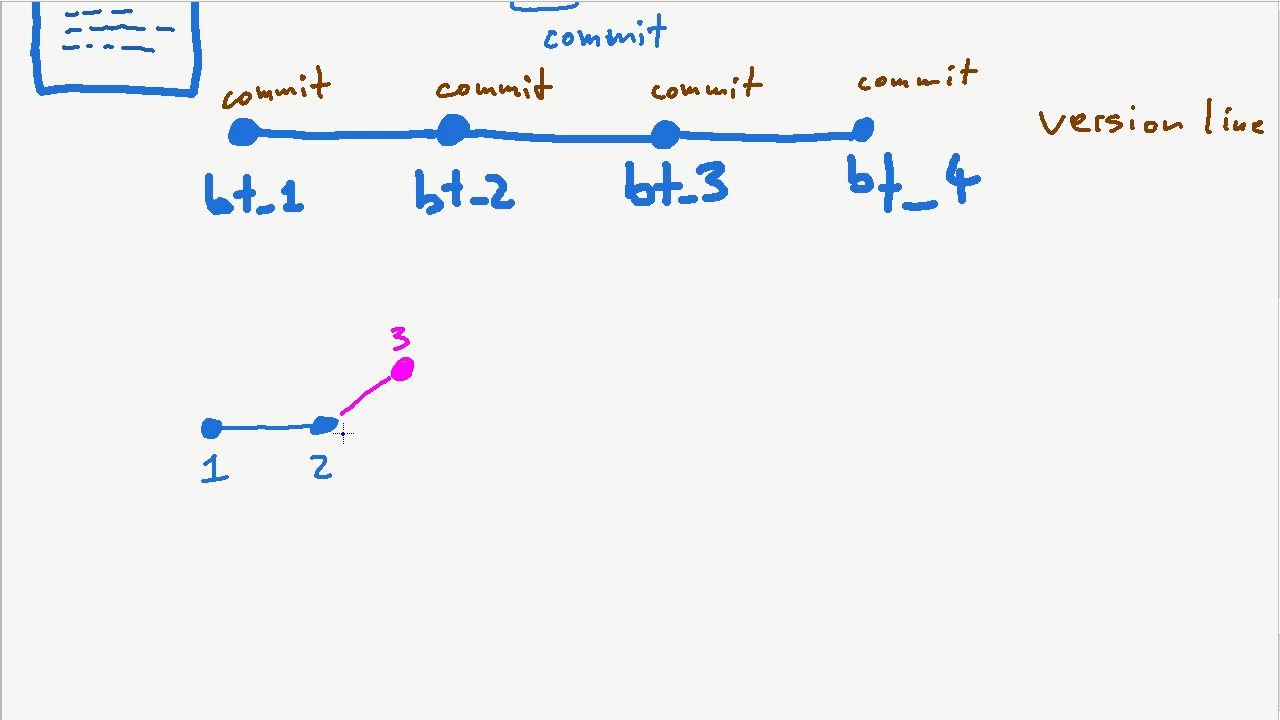 commit
commit commit commit commit
version line
bt_1 bt_2 bt_3 bt_4
3
1 2